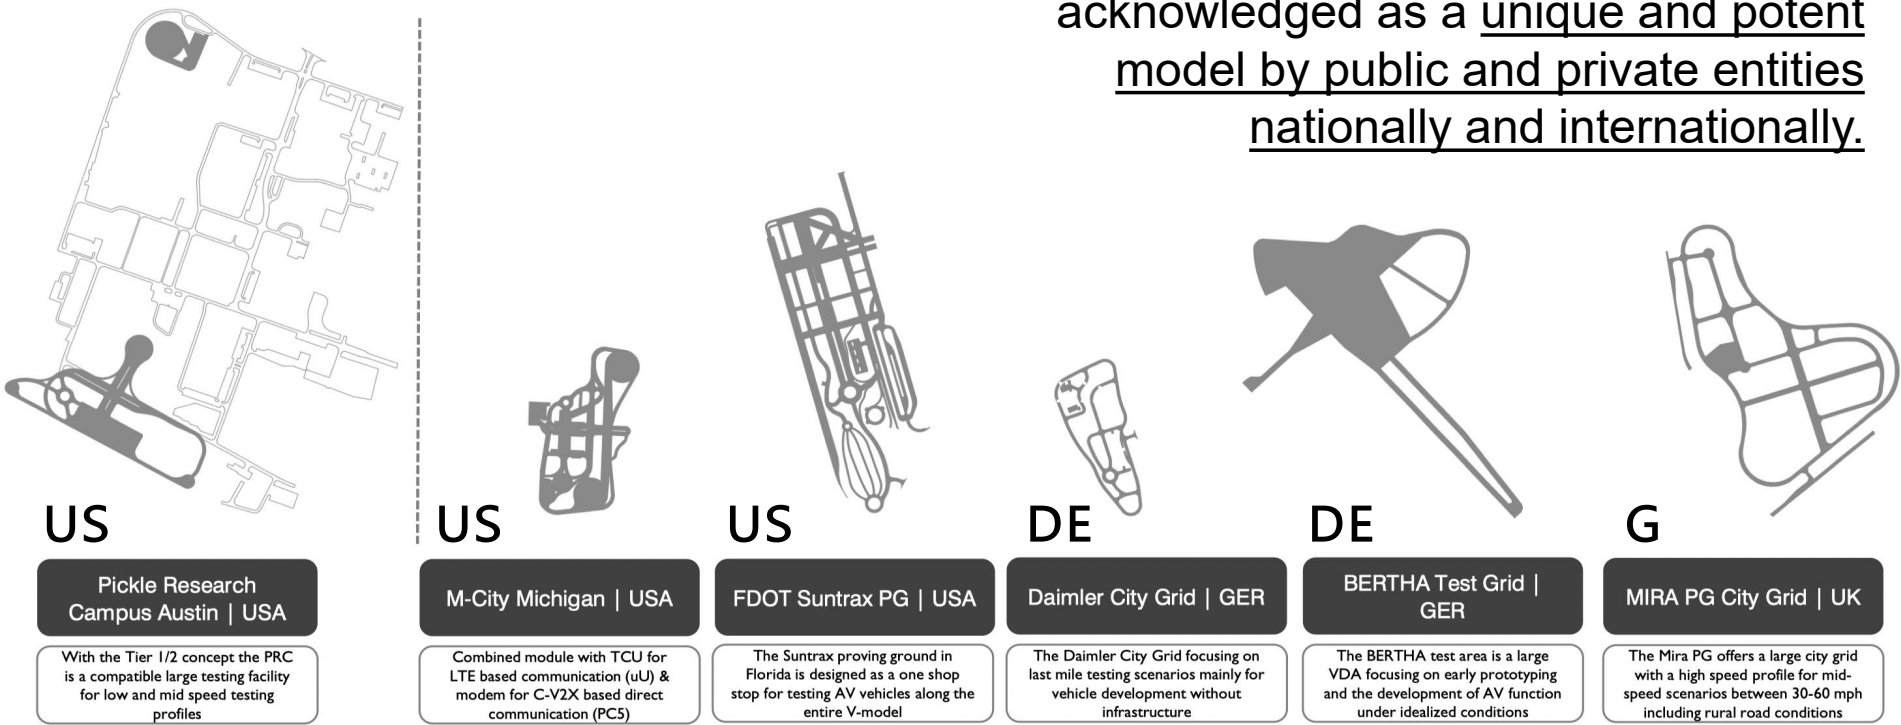 acknowledged as a unique and potent
model by public and private entities
nationally and internationally.
US
US
US
DE
DE
G
Pickle Research
Campus Austin | USA
With the Tier 1/2 concept the PRC
is a compatible large testing facility
for low and mid speed testing
profiles
M-City Michigan | USA
Combined module with TCU for
LTE based communication (uU) &
modem for C-V2X based direct
communication (PC5)
FDOT Suntrax PG | USA
The Suntrax proving ground in
Florida is designed as a one shop
stop for testing AV vehicles along the
entire V-model
Daimler City Grid | GER
The Daimler City Grid focusing on
last mile testing scenarios mainly for
vehicle development without
infrastructure
BERTHA Test Grid |
GER
The BERTHA test area is a large
VDA focusing on early prototyping
and the development of AV function
under idealized conditions
MIRA PG City Grid | UK
The Mira PG offers a large city grid
with a high speed profile for mid-
speed scenarios between 30-60 mph
including rural road conditions